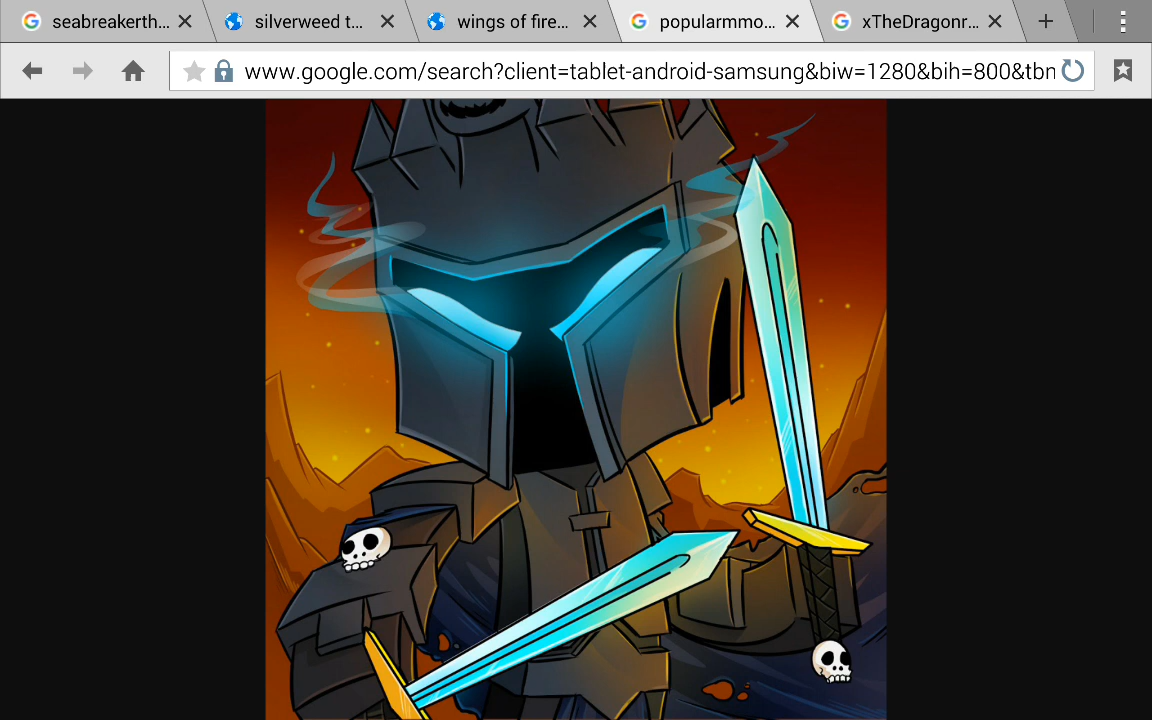 seabreakerth... silverweed t... wings of fire... popularmmo... xTheDragonr...
www.google.com/search?client=tablet-android-samsung&biw=1280&bih=800&tbn